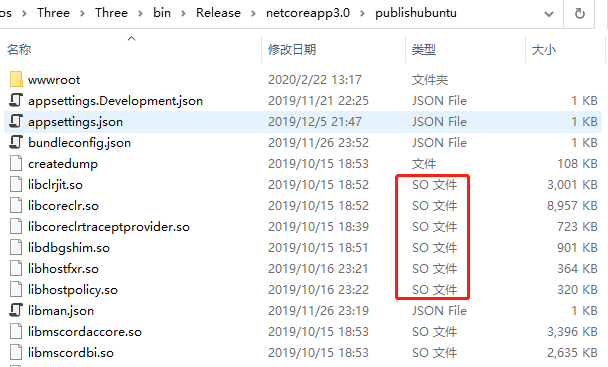 os › Three › Three › bin › Release › netcoreapp3.0 › publishubuntu
名称 修改日期 类型 大小
wwwroot 2020/2/22 13:17 文件夹
appsettings.Development.json 2019/11/21 22:25 JSON File 1 KB
appsettings.json 2019/12/5 21:47 JSON File 1 KB
bundleconfig.json 2019/11/26 23:52 JSON File 1 KB
createdump 2019/10/15 18:53 文件 108 KB
libclrjit.so 2019/10/15 18:52 SO 文件 3,001 KB
libcoreclr.so 2019/10/15 18:52 SO 文件 8,957 KB
libcoreclrtraceptprovider.so 2019/10/15 18:39 SO 文件 723 KB
libdbgshim.so 2019/10/15 18:51 SO 文件 901 KB
libhostfxr.so 2019/10/16 23:21 SO 文件 364 KB
libhostpolicy.so 2019/10/16 23:22 SO 文件 320 KB
libman.json 2019/11/26 23:19 JSON File 1 KB
libmscordaccore.so 2019/10/15 18:53 SO 文件 3,396 KB
libmscordbi.so 2019/10/15 18:53 SO 文件 2,635 KB